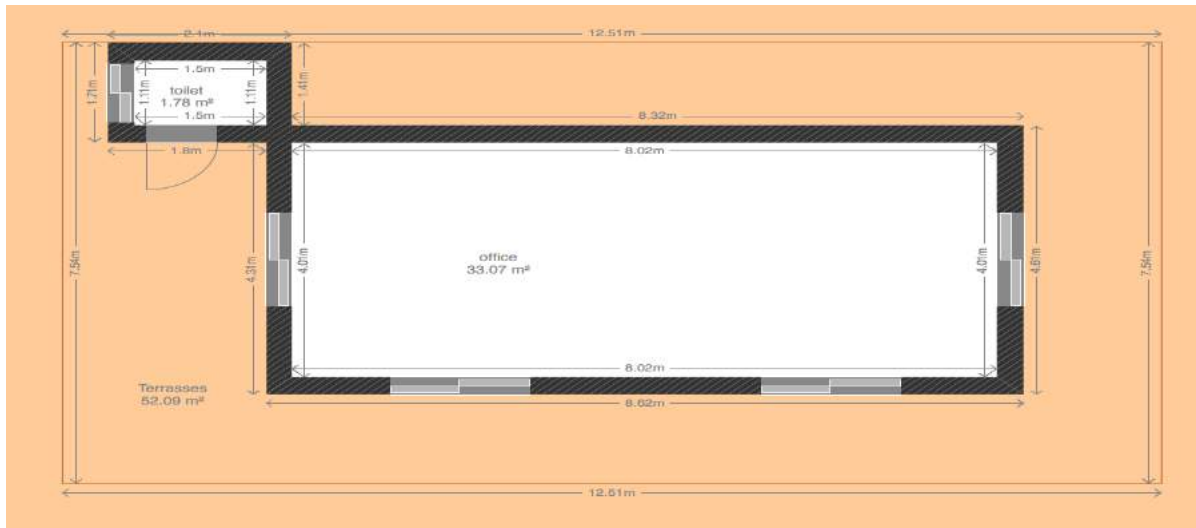 2.1m
12.51m
1.5m
1.71m
1.11m
toilet
1.78 m²
1.11m
1.41m
1.5m
8.32m
1.8m
8.02m
7.54m
4.31m
4.01m
office
33.07 m²
4.01m
4.61m
7.54m
8.02m
Terrasses
52.09 m²
8.62m
12.51m